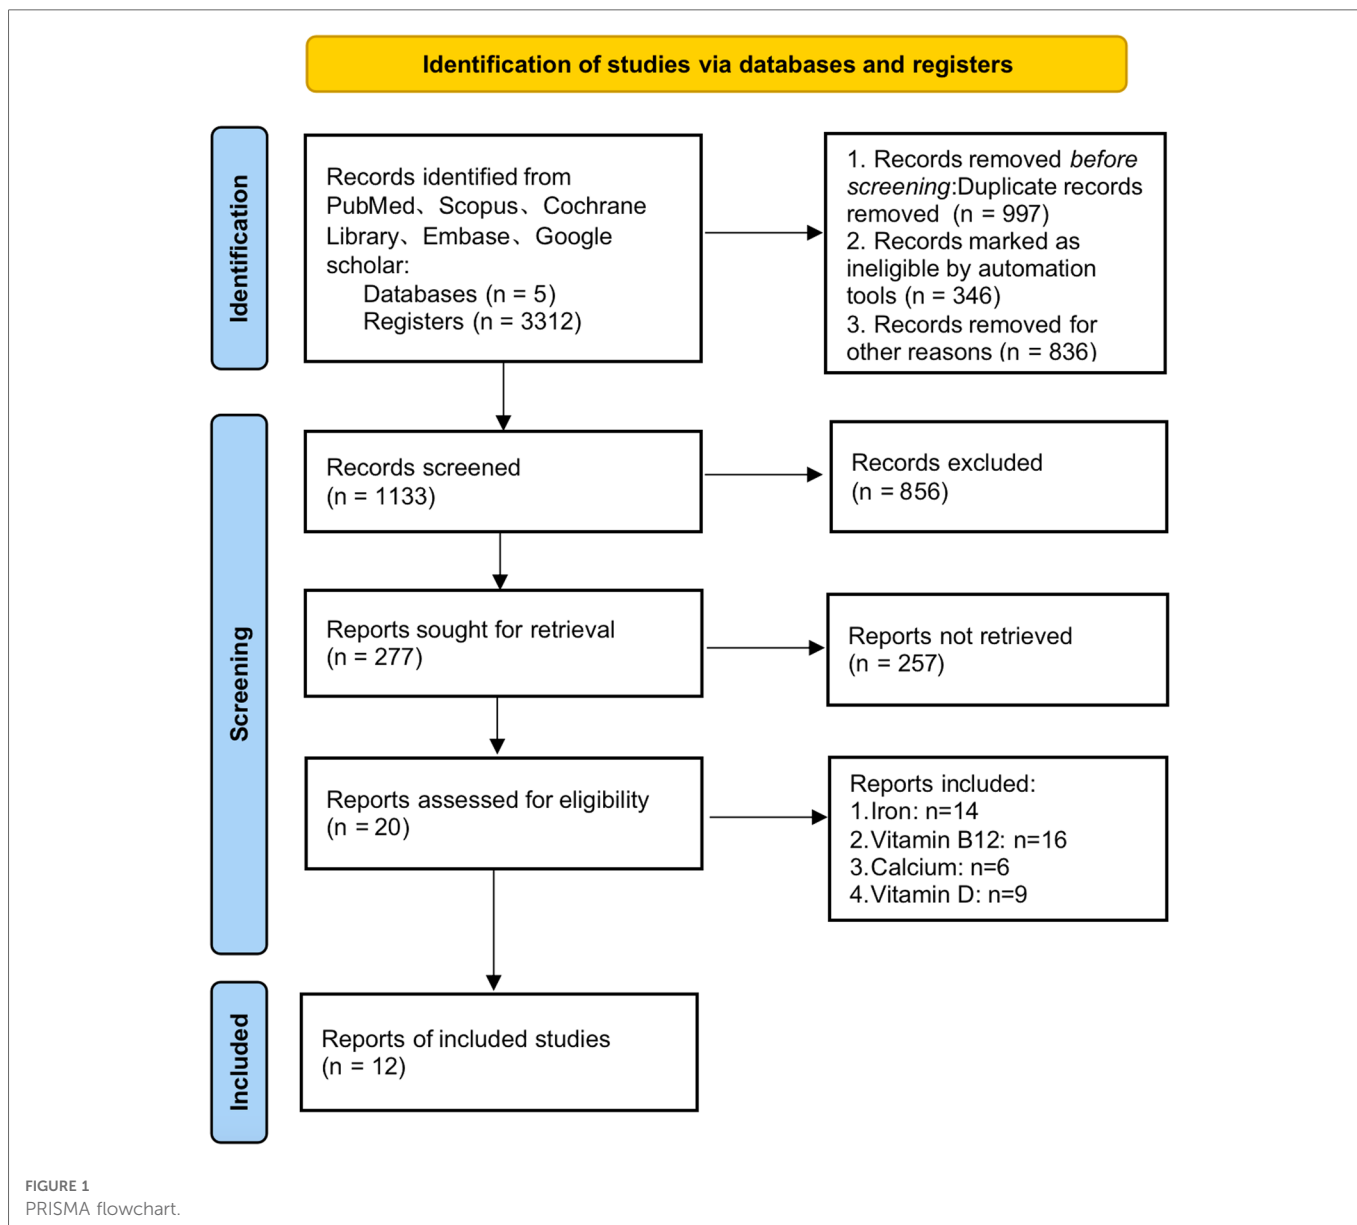 Identification of studies via databases and registers
Identification
Records identified from
PubMed、Scopus、Cochrane
Library、Embase、Google
scholar:
Databases (n = 5)
Registers (n = 3312)
1. Records removed before
screening:Duplicate records
removed (n = 997)
2. Records marked as
ineligible by automation
tools (n = 346)
3. Records removed for
other reasons (n = 836)
Screening
Records screened
(n = 1133)
Records excluded
(n = 856)
Reports sought for retrieval
(n = 277)
Reports not retrieved
(n = 257)
Reports assessed for eligibility
(n = 20)
Reports included:
1.Iron: n=14
2.Vitamin B12: n=16
3.Calcium: n=6
4.Vitamin D: n=9
Included
Reports of included studies
(n = 12)
FIGURE 1
PRISMA flowchart.